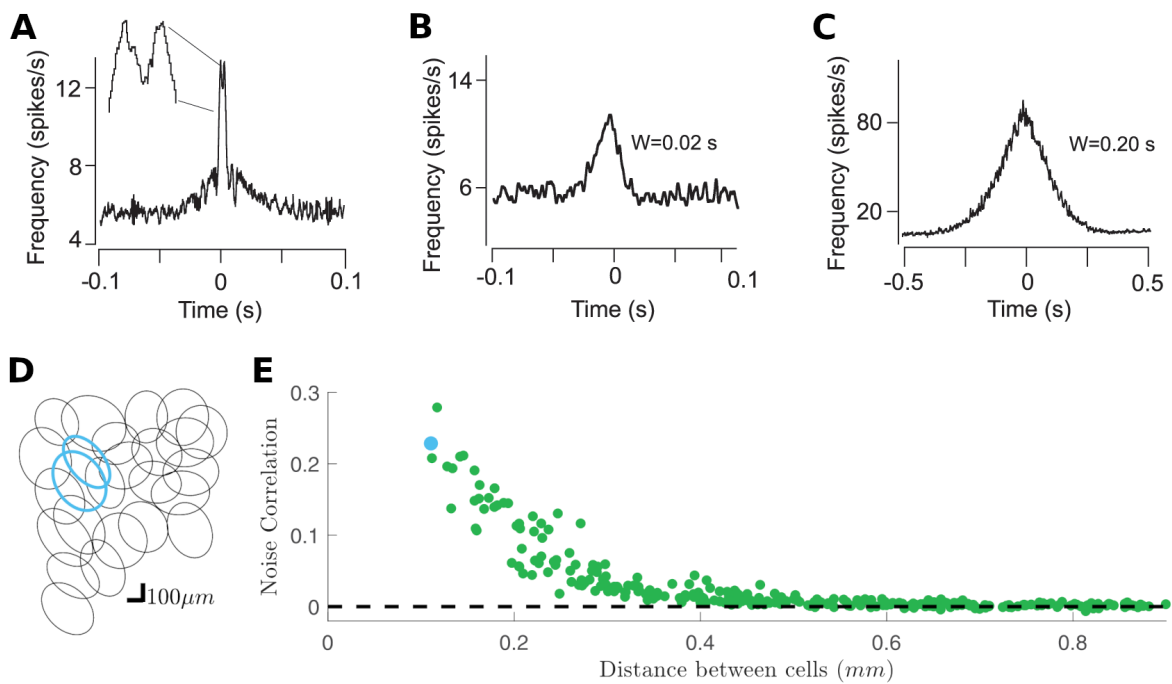 A
Frequency (spikes/s)
12
8
4
-0.1
0
0.1
Time (s)
B
Frequency (spikes/s)
14
6
W=0.02 s
-0.1
0
0.1
Time (s)
C
Frequency (spikes/s)
80
20
W=0.20 s
-0.5
0
0.5
Time (s)
D
100μm
E
Noise Correlation
0.3
0.2
0.1
0
0
0.2
0.4
0.6
0.8
Distance between cells (mm)